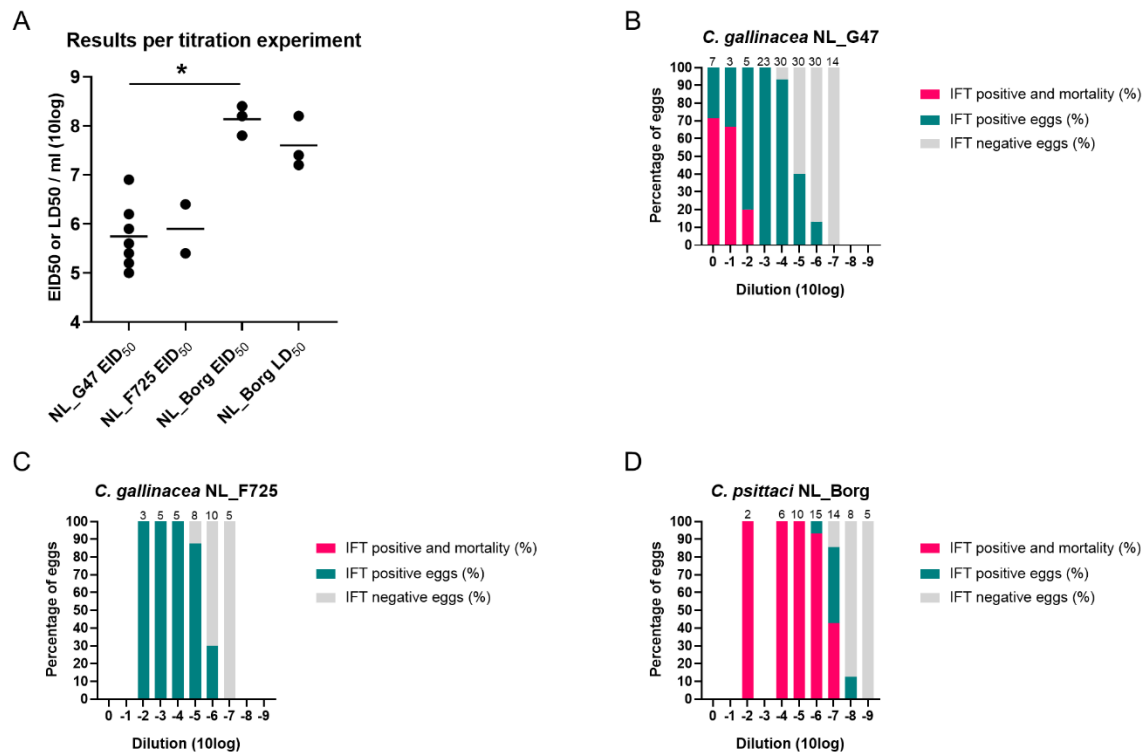 A
Results per titration experiment
*
EID50 or LD50 / ml (10log)
9
8
7
6
5
4
NL_G47 EID50
NL_F725 EID50
NL_Borg EID50
NL_Borg LD50
B
C. gallinacea NL_G47
7 3 5 23 30 30 30 14
Percentage of eggs
100
90
80
70
60
50
40
30
20
10
0
0 -1 -2 -3 -4 -5 -6 -7 -8 -9
Dilution (10log)
IFT positive and mortality (%)
IFT positive eggs (%)
IFT negative eggs (%)
C
C. gallinacea NL_F725
3 5 5 8 10 5
Percentage of eggs
100
90
80
70
60
50
40
30
20
10
0
0 -1 -2 -3 -4 -5 -6 -7 -8 -9
Dilution (10log)
IFT positive and mortality (%)
IFT positive eggs (%)
IFT negative eggs (%)
D
C. psittaci NL_Borg
2 6 10 15 14 8 5
Percentage of eggs
100
90
80
70
60
50
40
30
20
10
0
0 -1 -2 -3 -4 -5 -6 -7 -8 -9
Dilution (10log)
IFT positive and mortality (%)
IFT positive eggs (%)
IFT negative eggs (%)